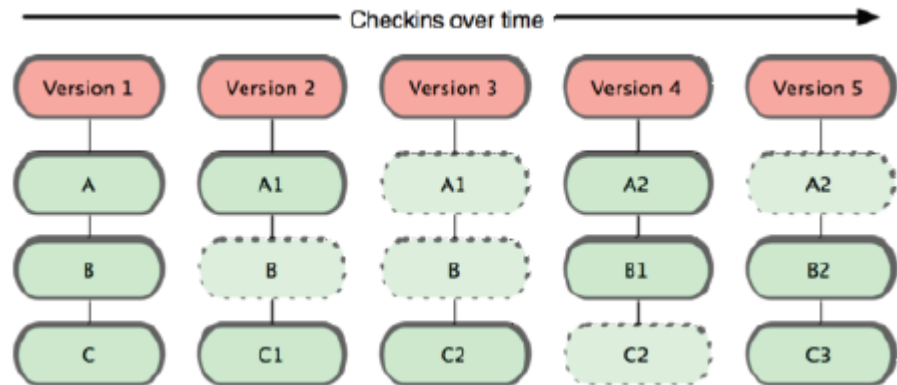 Checkins over time
Version 1 Version 2 Version 3 Version 4 Version 5
A A1 A1 A2 A2
B B B B1 B2
C C1 C2 C2 C3